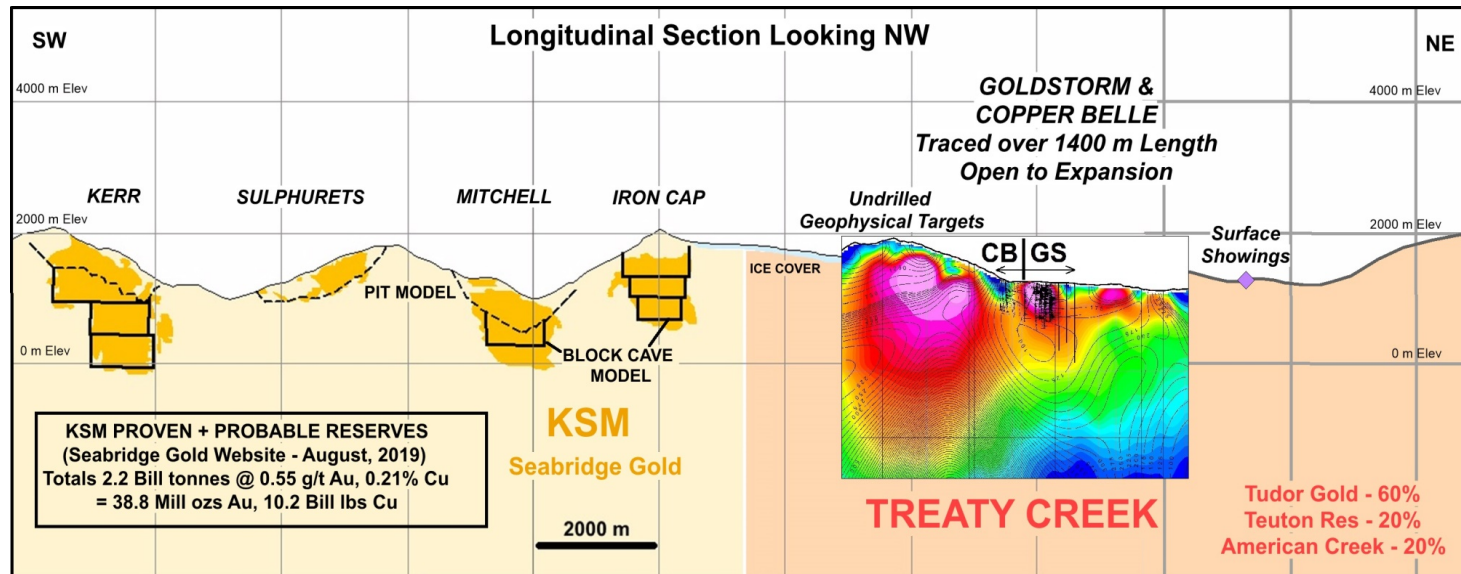 SW
Longitudinal Section Looking NW
NE
4000 m Elev
4000 m Elev
GOLDSTORM &
COPPER BELLE
Traced over 1400 m Length
Open to Expansion
KERR
SULPHURETS
MITCHELL
IRON CAP
Undrilled
Geophysical Targets
2000 m Elev
2000 m Elev
Surface
Showings
CB GS
ICE COVER
PIT MODEL
0 m Elev
0 m Elev
BLOCK CAVE
MODEL
KSM
Seabridge Gold
KSM PROVEN + PROBABLE RESERVES
(Seabridge Gold Website - August, 2019)
Totals 2.2 Bill tonnes @ 0.55 g/t Au, 0.21% Cu
= 38.8 Mill ozs Au, 10.2 Bill lbs Cu
2000 m
TREATY CREEK
Tudor Gold - 60%
Teuton Res - 20%
American Creek - 20%